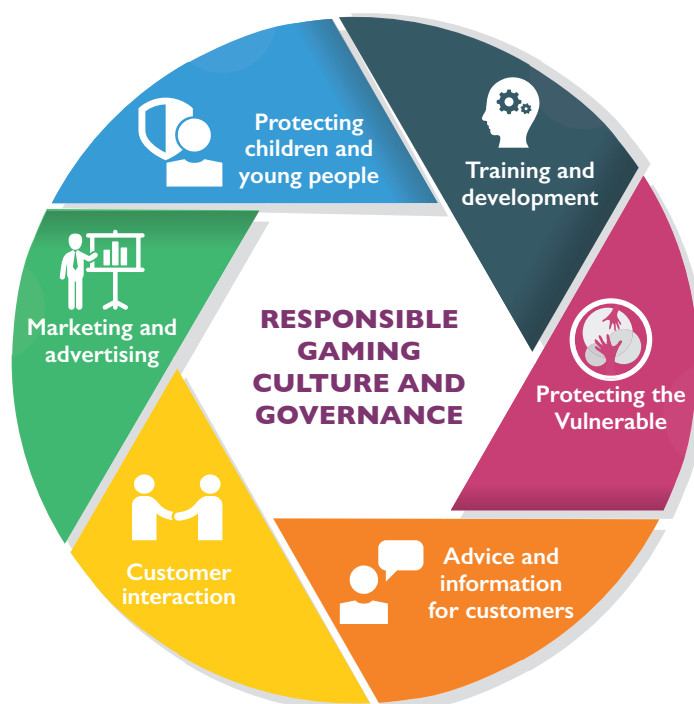 Protecting
children and
young people
Training and
development
Marketing and
advertising
RESPONSIBLE
GAMING
CULTURE AND
GOVERNANCE
Protecting the
Vulnerable
Customer
interaction
Advice and
information
for customers